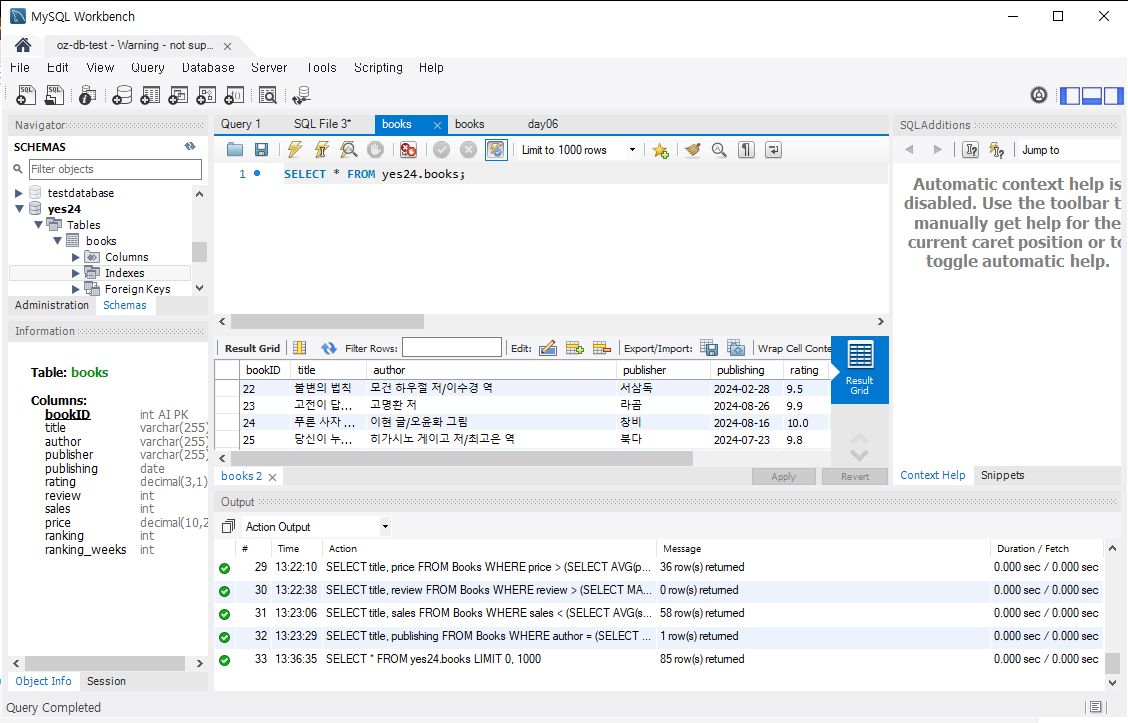 MySQL Workbench
oz-db-test - Warning - not sup...
File Edit View Query Database Server Tools Scripting Help
Navigator
SCHEMAS
Filter objects
testdatabase
yes24
Tables
books
Columns
Indexes
Foreign Keys
Administration Schemas
Information
Table: books
Columns:
bookID int AI PK
title varchar(255)
author varchar(255)
publisher varchar(255)
publishing date
rating decimal(3,1)
review int
sales int
price decimal(10,2
ranking int
ranking_weeks int
Object Info Session
Query 1 SQL File 3* books books day06
Limit to 1000 rows
1 SELECT * FROM yes24.books;
Result Grid Filter Rows: Edit: Export/Import: Wrap Cell Conte
bookID title author publisher publishing rating
22 불변의 법칙 모건 하우절 저/이수경 역 서삼독 2024-02-28 9.5
23 고전이 답... 고명환 저 라곰 2024-08-26 9.9
24 푸른 사자 ... 이현 글/오윤화 그림 창비 2024-08-16 10.0
25 당신이 누... 히가시노 게이고 저/최고은 역 북다 2024-07-23 9.8
Result
Grid
books 2 Apply Revert
SQLAdditions
Jump to
Automatic context help is
disabled. Use the toolbar t
manually get help for the
current caret position or to
toggle automatic help.
Context Help Snippets
Output
Action Output
# Time Action Message Duration / Fetch
29 13:22:10 SELECT title, price FROM Books WHERE price > (SELECT AVG(p... 36 row(s) returned 0.000 sec / 0.000 sec
30 13:22:38 SELECT title, review FROM Books WHERE review > (SELECT MA... 0 row(s) returned 0.000 sec / 0.000 sec
31 13:23:06 SELECT title, sales FROM Books WHERE sales < (SELECT AVG(s... 58 row(s) returned 0.000 sec / 0.000 sec
32 13:23:29 SELECT title, publishing FROM Books WHERE author = (SELECT ... 1 row(s) returned 0.000 sec / 0.000 sec
33 13:36:35 SELECT * FROM yes24.books LIMIT 0, 1000 85 row(s) returned 0.000 sec / 0.000 sec
Query Completed